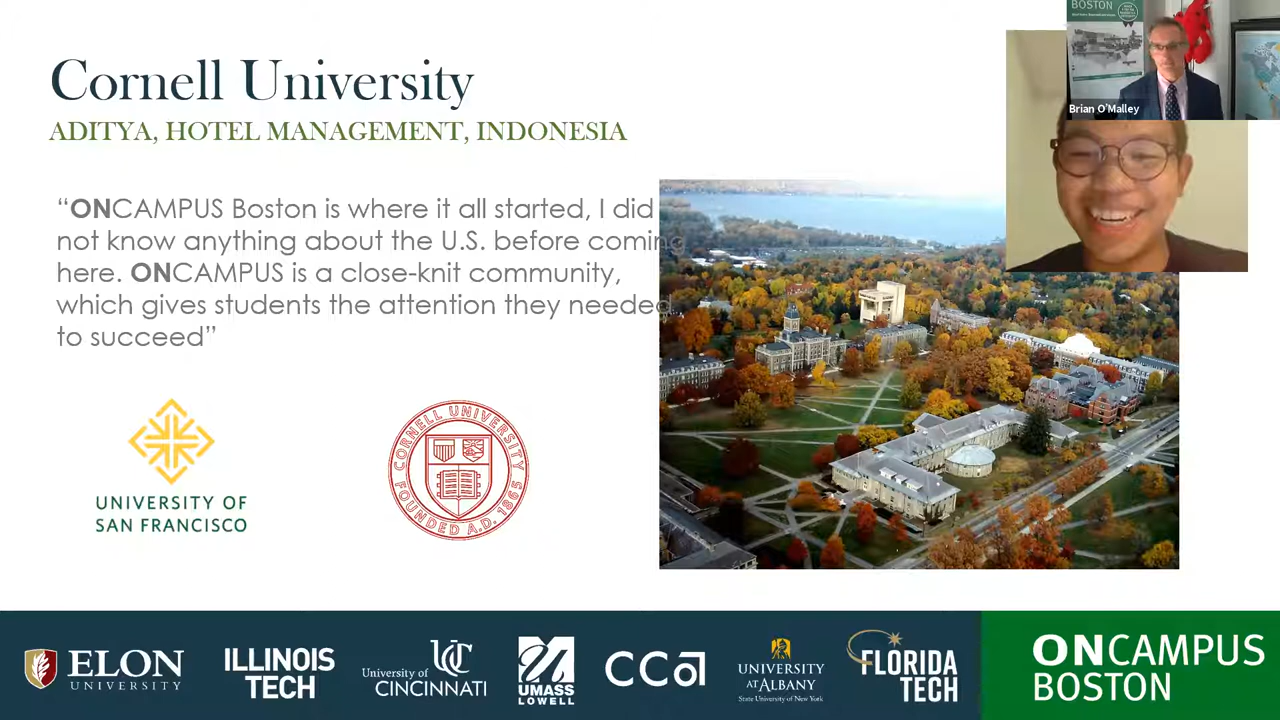 Cornell University
ADITYA, HOTEL MANAGEMENT, INDONESIA
“ONCAMPUS Boston is where it all started, I did
not know anything about the U.S. before coming
here. ONCAMPUS is a close-knit community,
which gives students the attention they needed
to succeed”
BOSTON
Brian O'Malley
UNIVERSITY OF
SAN FRANCISCO
CORNELL UNIVERSITY
FOUNDED A.D. 1865
ELON
UNIVERSITY
ILLINOIS
TECH
UC
University of
CINCINNATI
UMASS
LOWELL
CCA
UNIVERSITY
AT ALBANY
State University of New York
FLORIDA
TECH
ONCAMPUS
BOSTON